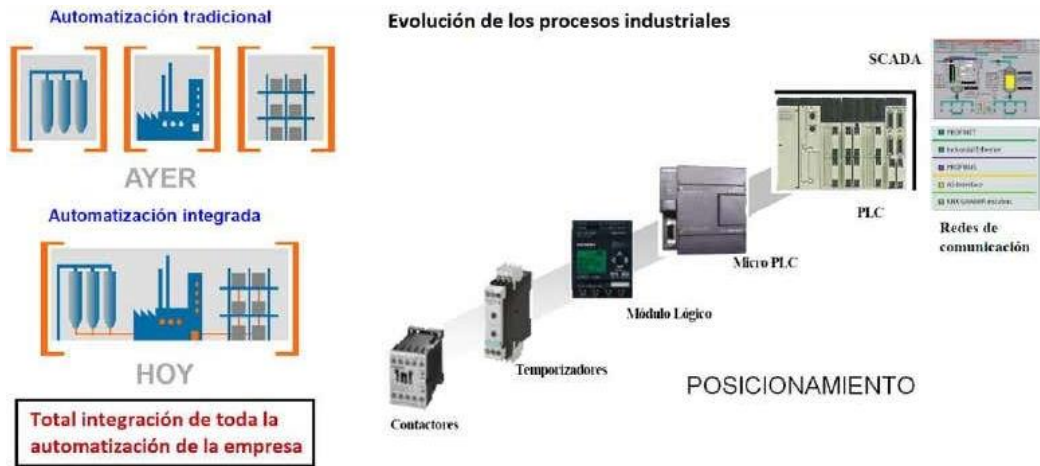 Automatización tradicional
AYER
Automatización integrada
HOY
Total integración de toda la
automatización de la empresa
Evolución de los procesos industriales
SCADA
PROFINET
Industrial Ethernet
PROFIBUS
AS-Interface
Redes de
comunicación
PLC
Micro PLC
Módulo Lógico
Temporizadores
Contactores
POSICIONAMIENTO